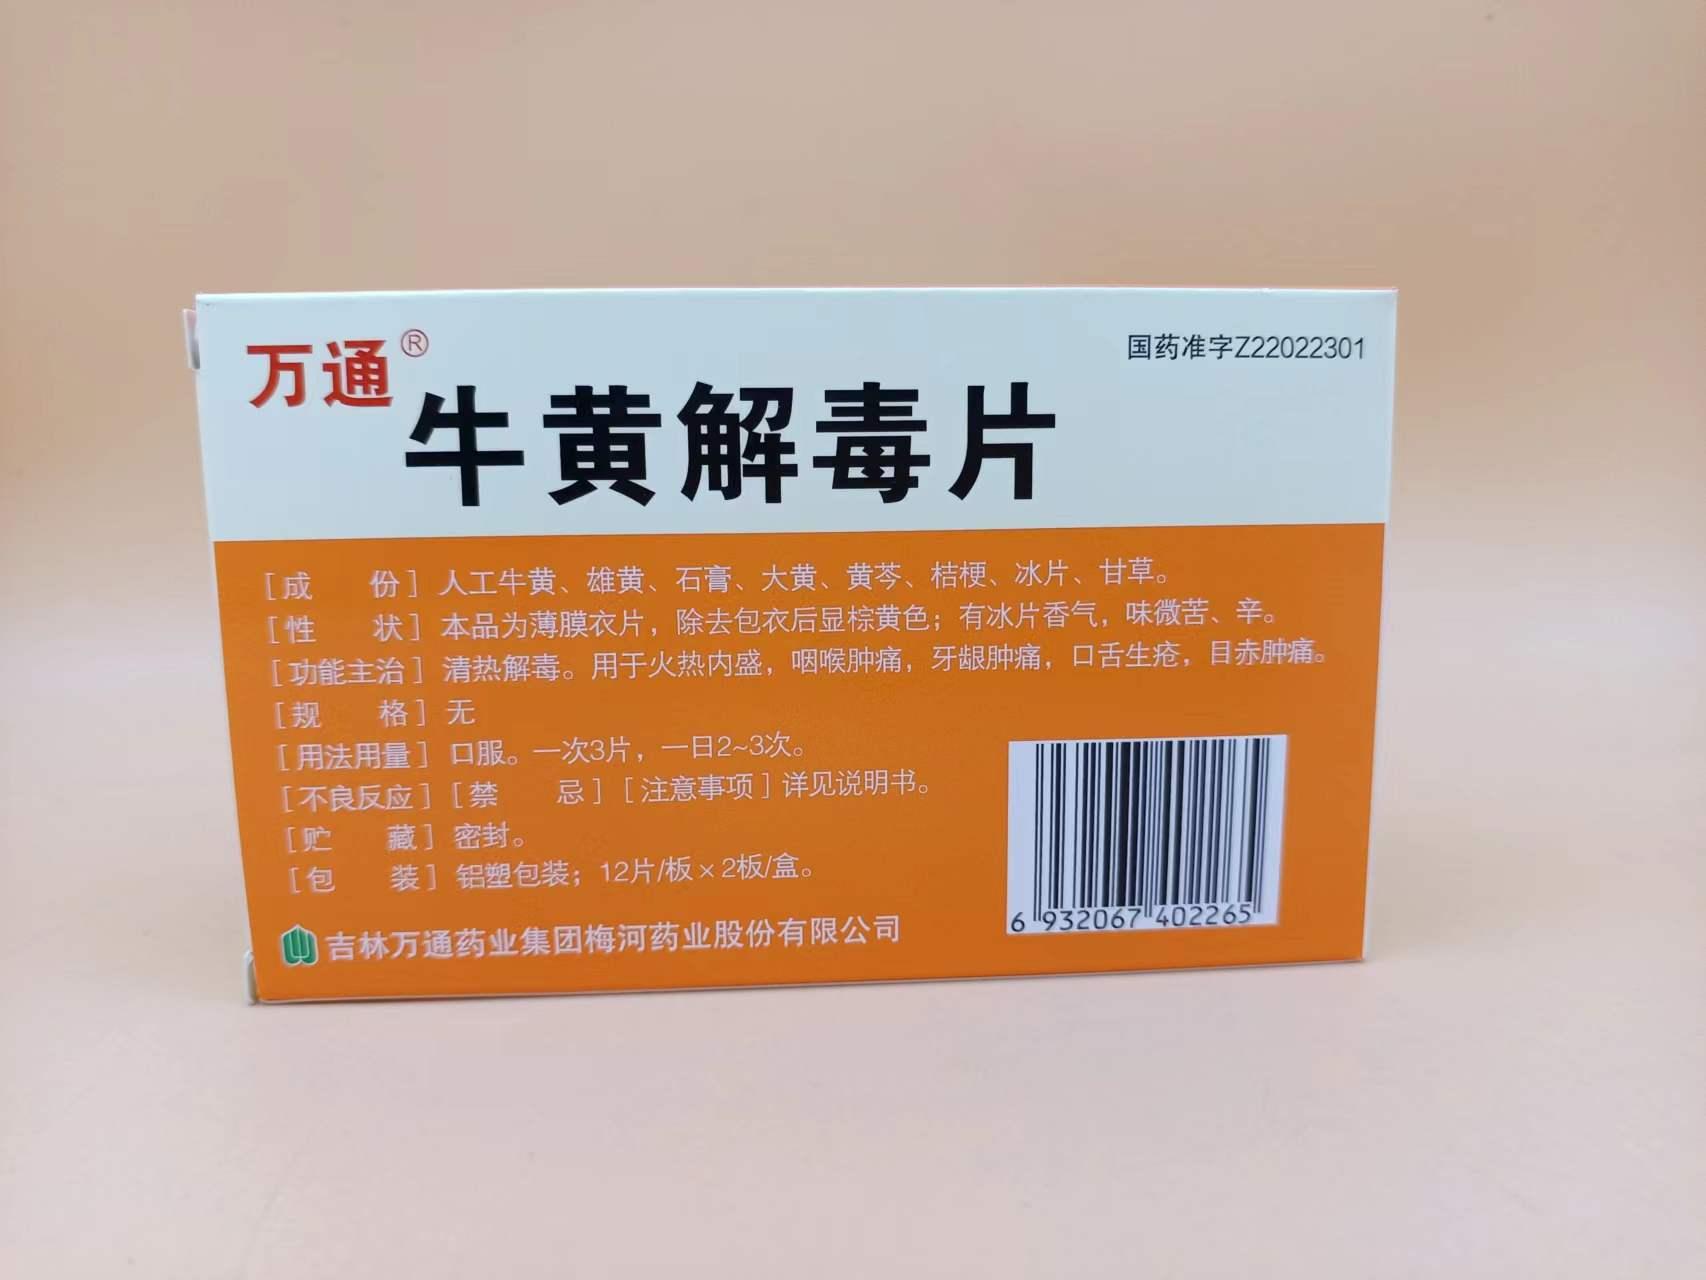 万通®
国药准字Z22022301
牛黄解毒片
[成 份] 人工牛黄、雄黄、石膏、大黄、黄芩、桔梗、冰片、甘草。
[性 状] 本品为薄膜衣片，除去包衣后显棕黄色；有冰片香气，味微苦、辛。
[功能主治] 清热解毒。用于火热内盛，咽喉肿痛，牙龈肿痛，口舌生疮，目赤肿痛。
[规 格] 无
[用法用量] 口服。一次3片，一日2~3次。
[不良反应] [禁 忌] [注意事项] 详见说明书。
[贮 藏] 密封。
[包 装] 铝塑包装；12片/板×2板/盒。
6 932067 402265
吉林万通药业集团梅河药业股份有限公司